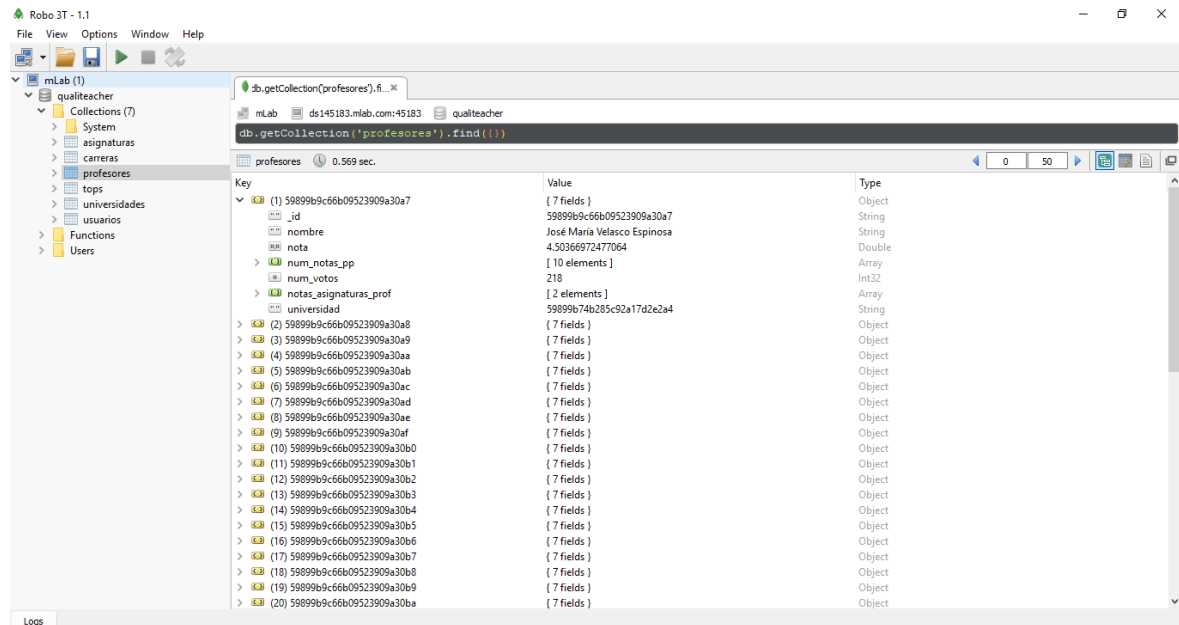 Robo 3T - 1.1
File View Options Window Help
mLab (1)
qualiteacher
Collections (7)
System
asignaturas
carreras
profesores
tops
universidades
usuarios
Functions
Users
db.getCollection('profesores').fi...
mLab ds145183.mlab.com:45183 qualiteacher
db.getCollection('profesores').find({})
profesores 0.569 sec. 0 50
Key Value Type
(1) 59899b9c66b09523909a30a7 { 7 fields } Object
_id 59899b9c66b09523909a30a7 String
nombre José María Velasco Espinosa String
nota 4.50366972477064 Double
num_notas_pp [ 10 elements ] Array
num_votos 218 Int32
notas_asignaturas_prof [ 2 elements ] Array
universidad 59899b74b285c92a17d2e2a4 String
(2) 59899b9c66b09523909a30a8 { 7 fields } Object
(3) 59899b9c66b09523909a30a9 { 7 fields } Object
(4) 59899b9c66b09523909a30aa { 7 fields } Object
(5) 59899b9c66b09523909a30ab { 7 fields } Object
(6) 59899b9c66b09523909a30ac { 7 fields } Object
(7) 59899b9c66b09523909a30ad { 7 fields } Object
(8) 59899b9c66b09523909a30ae { 7 fields } Object
(9) 59899b9c66b09523909a30af { 7 fields } Object
(10) 59899b9c66b09523909a30b0 { 7 fields } Object
(11) 59899b9c66b09523909a30b1 { 7 fields } Object
(12) 59899b9c66b09523909a30b2 { 7 fields } Object
(13) 59899b9c66b09523909a30b3 { 7 fields } Object
(14) 59899b9c66b09523909a30b4 { 7 fields } Object
(15) 59899b9c66b09523909a30b5 { 7 fields } Object
(16) 59899b9c66b09523909a30b6 { 7 fields } Object
(17) 59899b9c66b09523909a30b7 { 7 fields } Object
(18) 59899b9c66b09523909a30b8 { 7 fields } Object
(19) 59899b9c66b09523909a30b9 { 7 fields } Object
(20) 59899b9c66b09523909a30ba { 7 fields } Object
Logs